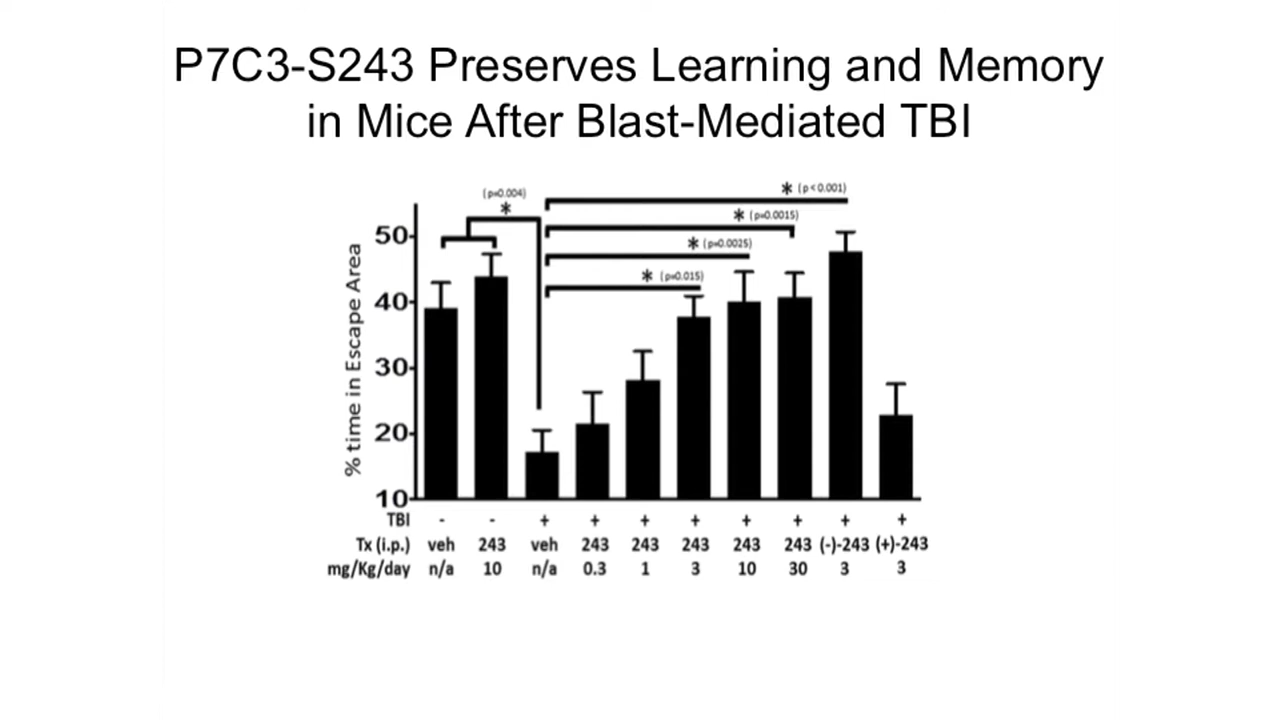 P7C3-S243 Preserves Learning and Memory
in Mice After Blast-Mediated TBI
* (p<0.001)
(p=0.004)
*
* (p=0.0015)
* (p=0.0025)
* (p=0.015)
% time in Escape Area
50
40
30
20
10
TBI - - + + + + + + + +
Tx (i.p.) veh 243 veh 243 243 243 243 243 (-)-243 (+)-243
mg/Kg/day n/a 10 n/a 0.3 1 3 10 30 3 3